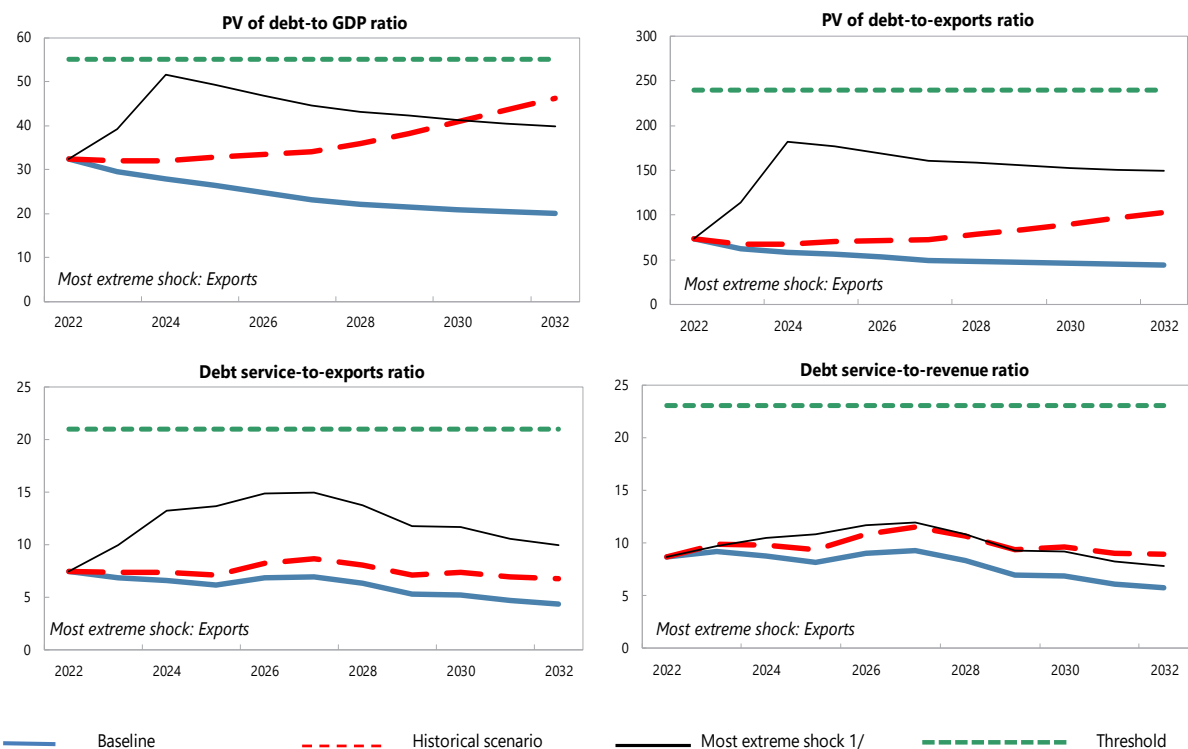 PV of debt-to GDP ratio
60
50
40
30
20
10
0
Most extreme shock: Exports
2022 2024 2026 2028 2030 2032
PV of debt-to-exports ratio
300
250
200
150
100
50
0
Most extreme shock: Exports
2022 2024 2026 2028 2030 2032
Debt service-to-exports ratio
25
20
15
10
5
0
Most extreme shock: Exports
2022 2024 2026 2028 2030 2032
Debt service-to-revenue ratio
25
20
15
10
5
0
Most extreme shock: Exports
2022 2024 2026 2028 2030 2032
Baseline Historical scenario Most extreme shock 1/ Threshold